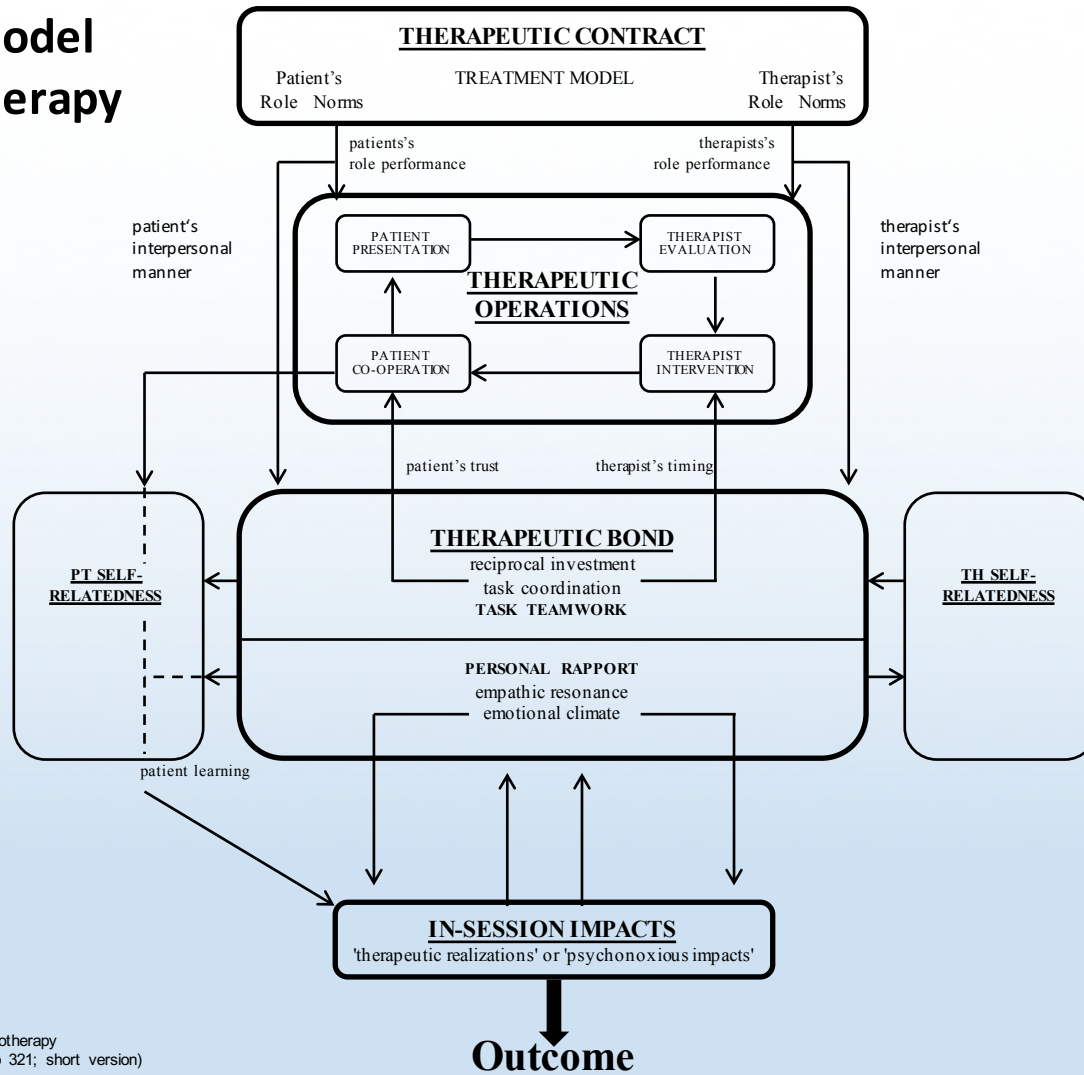 odel
erapy
THERAPEUTIC CONTRACT
TREATMENT MODEL
Patient's
Role Norms
Therapist's
Role Norms
patients's
role performance
therapists's
role performance
patient‘s
interpersonal
manner
therapist‘s
interpersonal
manner
PATIENT
PRESENTATION
THERAPIST
EVALUATION
THERAPEUTIC
OPERATIONS
PATIENT
CO-OPERATION
THERAPIST
INTERVENTION
patient's trust
therapist's timing
THERAPEUTIC BOND
reciprocal investment
task coordination
TASK TEAMWORK
PT SELF-
RELATEDNESS
TH SELF-
RELATEDNESS
PERSONAL RAPPORT
empathic resonance
emotional climate
patient learning
IN-SESSION IMPACTS
'therapeutic realizations' or 'psychonoxious impacts'
Outcome
otherapy
321; short version)